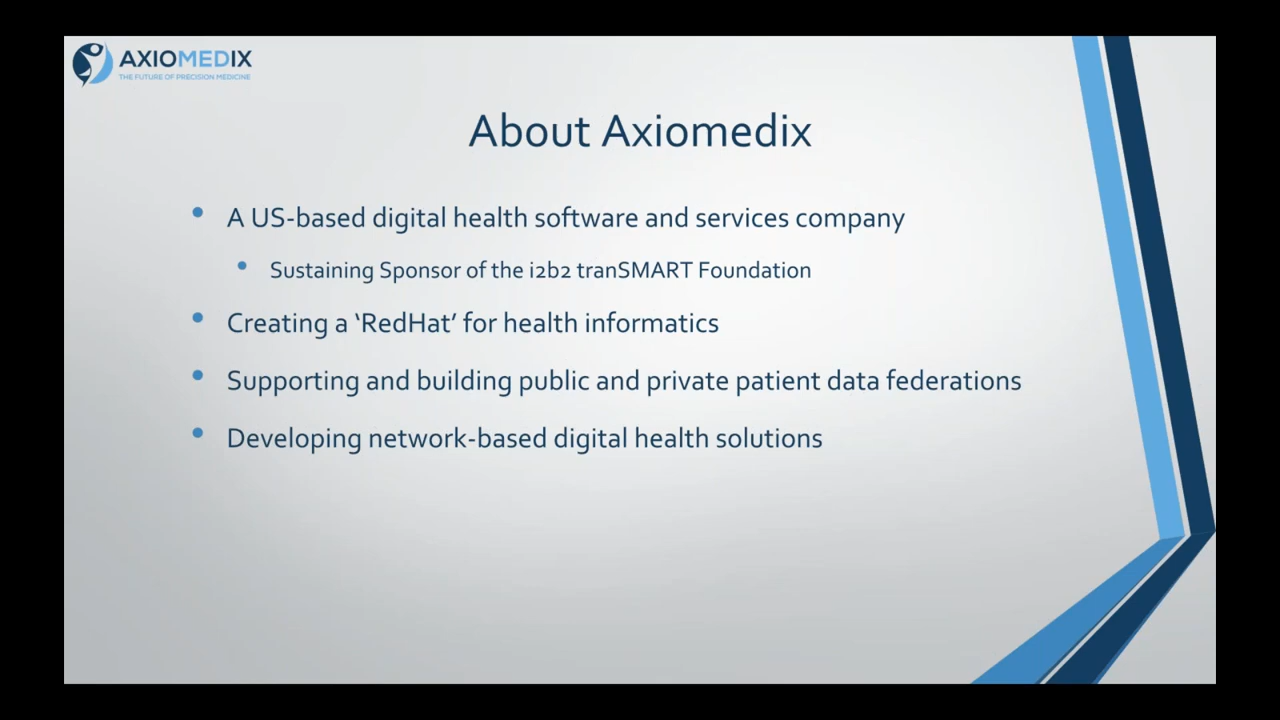 AXIOMEDIX
THE FUTURE OF PRECISION MEDICINE
About Axiomedix
• A US-based digital health software and services company
• Sustaining Sponsor of the i2b2 tranSMART Foundation
• Creating a ‘RedHat’ for health informatics
• Supporting and building public and private patient data federations
• Developing network-based digital health solutions